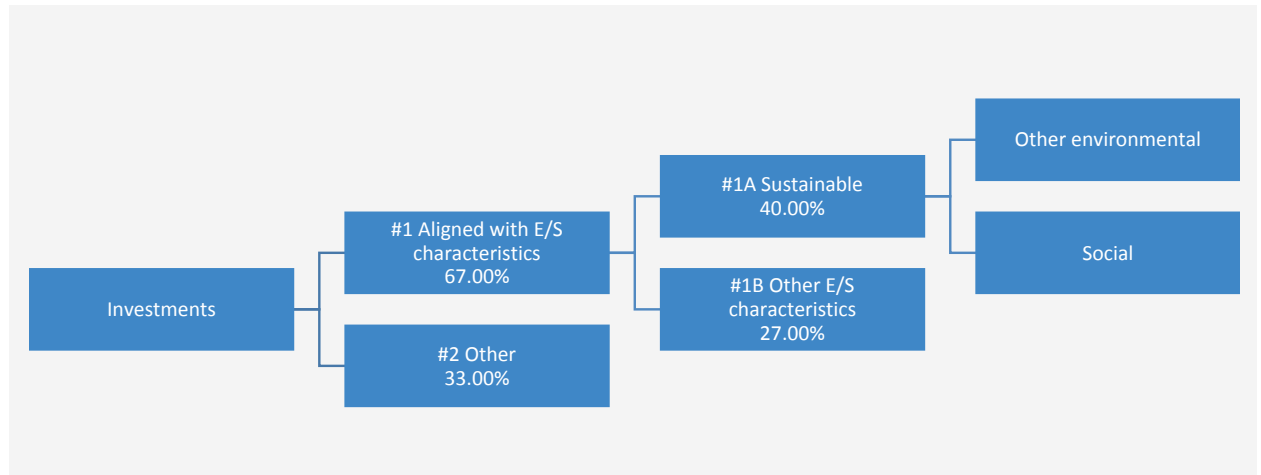 Investments
#1 Aligned with E/S
characteristics
67.00%
#2 Other
33.00%
#1A Sustainable
40.00%
#1B Other E/S
characteristics
27.00%
Other environmental
Social